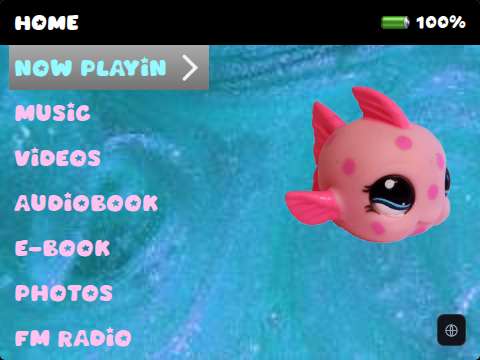 HOME
100%
NOW PLAYIN
MUSIC
ViDEOS
AUDiOBOOK
E-BOOK
PHOTOS
FM RADiO